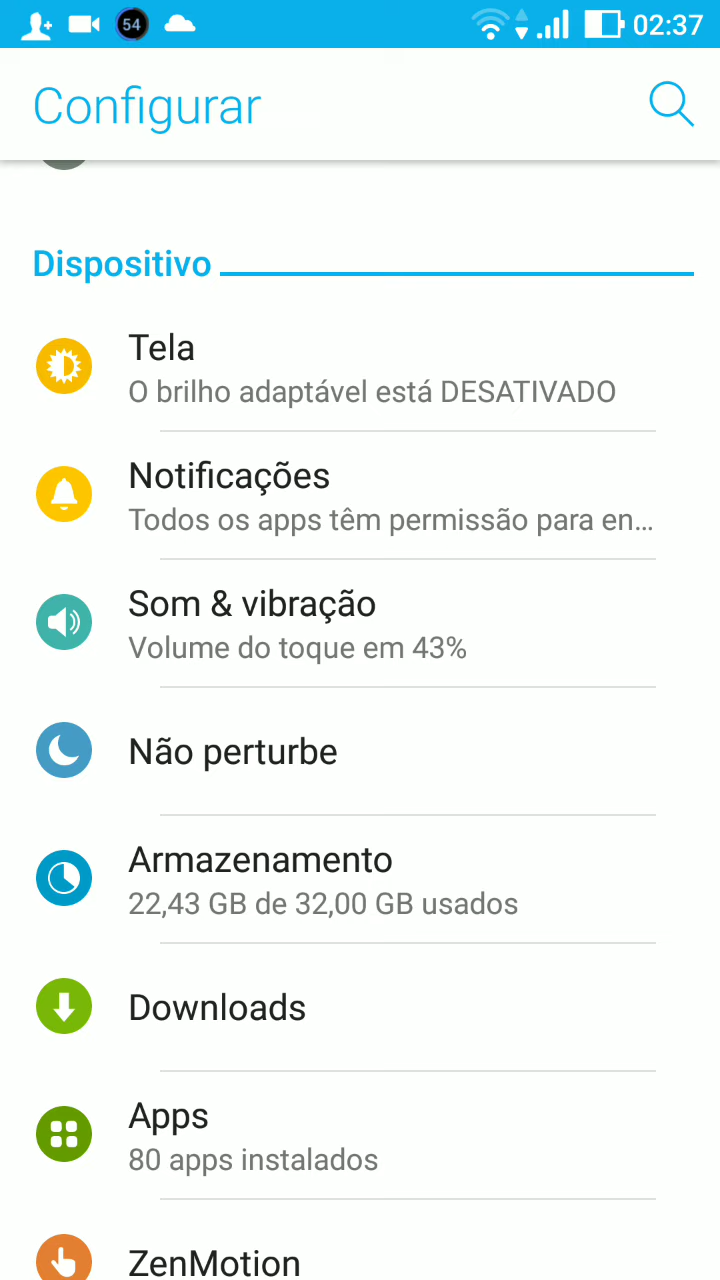 54
02:37
Configurar
Dispositivo
Tela
O brilho adaptável está DESATIVADO
Notificações
Todos os apps têm permissão para en...
Som & vibração
Volume do toque em 43%
Não perturbe
Armazenamento
22,43 GB de 32,00 GB usados
Downloads
Apps
80 apps instalados
ZenMotion